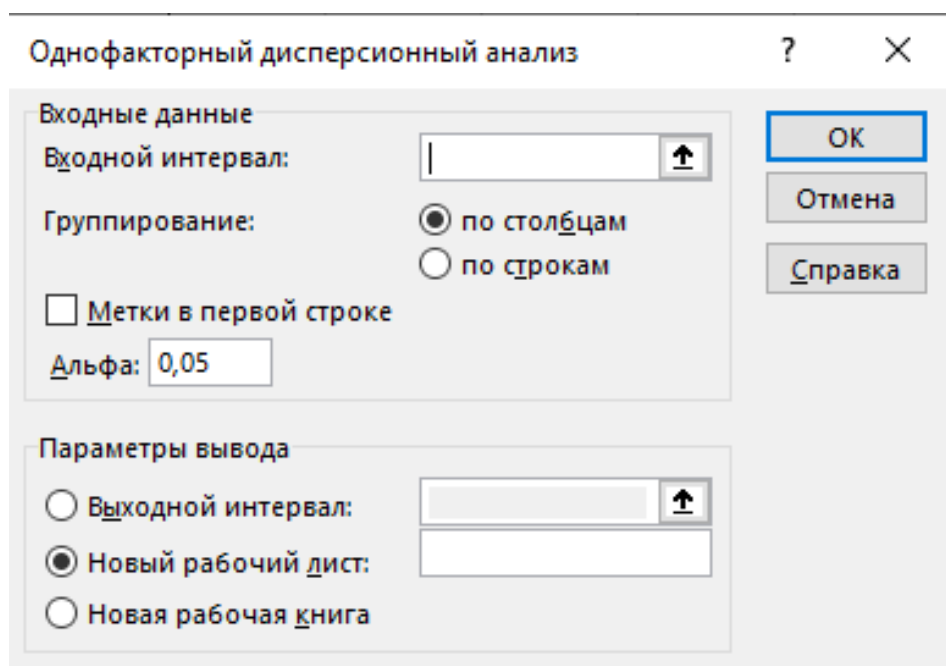 Однофакторный дисперсионный анализ ? ×
Входные данные
Входной интервал:
Группирование:
по столбцам
по строкам
Метки в первой строке
Альфа: 0,05
ОК
Отмена
Справка
Параметры вывода
Выходной интервал:
Новый рабочий лист:
Новая рабочая книга